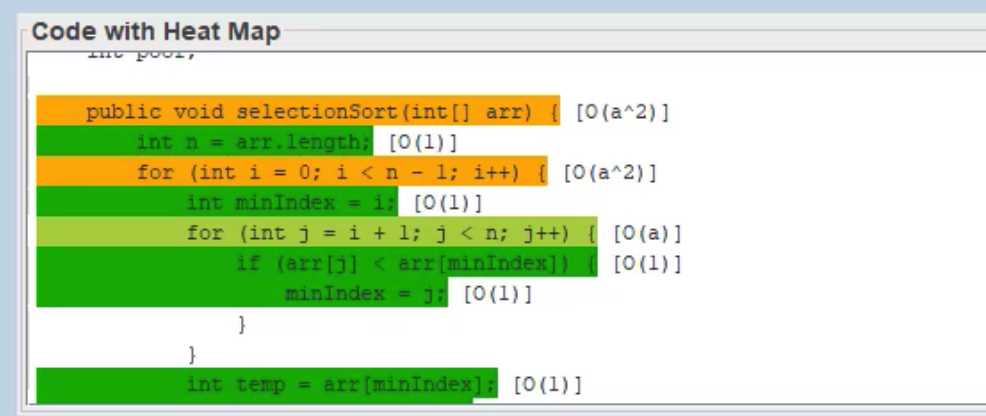 Code with Heat Map
int pool;
public void selectionSort(int[] arr) { [O(a^2)]
int n = arr.length; [O(1)]
for (int i = 0; i < n - 1; i++) { [O(a^2)]
int minIndex = i; [O(1)]
for (int j = i + 1; j < n; j++) { [O(a)]
if (arr[j] < arr[minIndex]) { [O(1)]
minIndex = j; [O(1)]
}
}
int temp = arr[minIndex]; [O(1)]